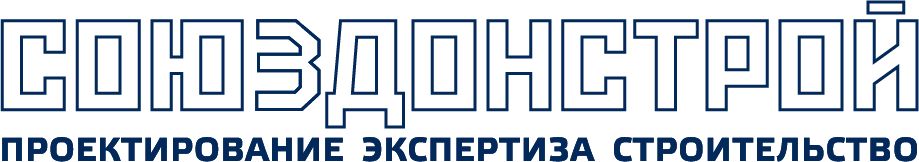 СОЮЗДОНСТРОЙ
ПРОЕКТИРОВАНИЕ ЭКСПЕРТИЗА СТРОИТЕЛЬСТВО